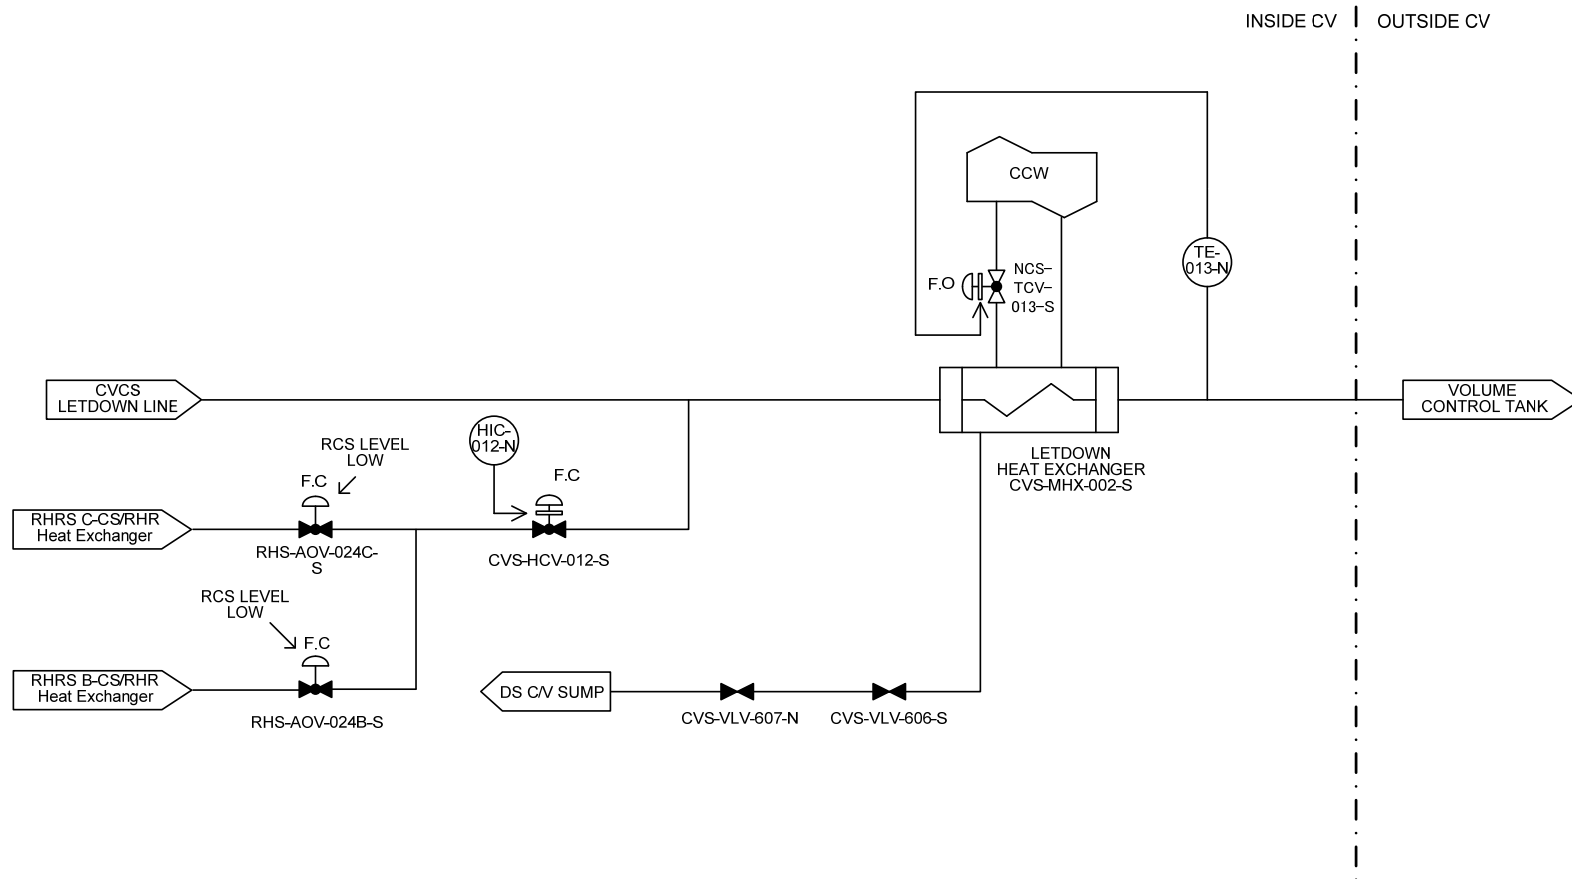 INSIDE CV
OUTSIDE CV
CCW
TE-
013-N
F.O
NCS-
TCV-
013-S
CVCS
LETDOWN LINE
VOLUME
CONTROL TANK
HIC-
012-N
RCS LEVEL
LOW
F.C
F.C
LETDOWN
HEAT EXCHANGER
CVS-MHX-002-S
RHRS C-CS/RHR
Heat Exchanger
RHS-AOV-024C-
S
CVS-HCV-012-S
RCS LEVEL
LOW
F.C
RHRS B-CS/RHR
Heat Exchanger
RHS-AOV-024B-S
DS C/V SUMP
CVS-VLV-607-N
CVS-VLV-606-S